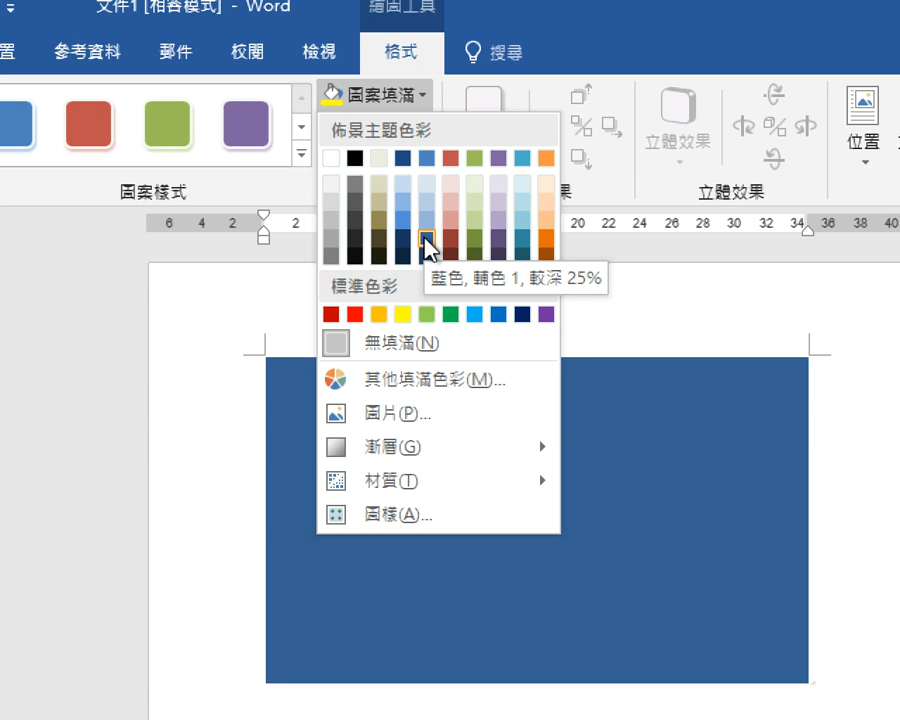 文件1 [相容模式] - Word
繪圖工具
置 參考資料 郵件 校閱 檢視 格式 搜尋
圖案填滿
佈景主題色彩
立體效果
位置
圖案樣式
果
立體效果
6 4 2 2 20 22 24 26 28 30 32 34 36 38 40
藍色, 輔色 1, 較深 25%
標準色彩
無填滿(N)
其他填滿色彩(M)...
圖片(P)...
漸層(G)
材質(T)
圖樣(A)...